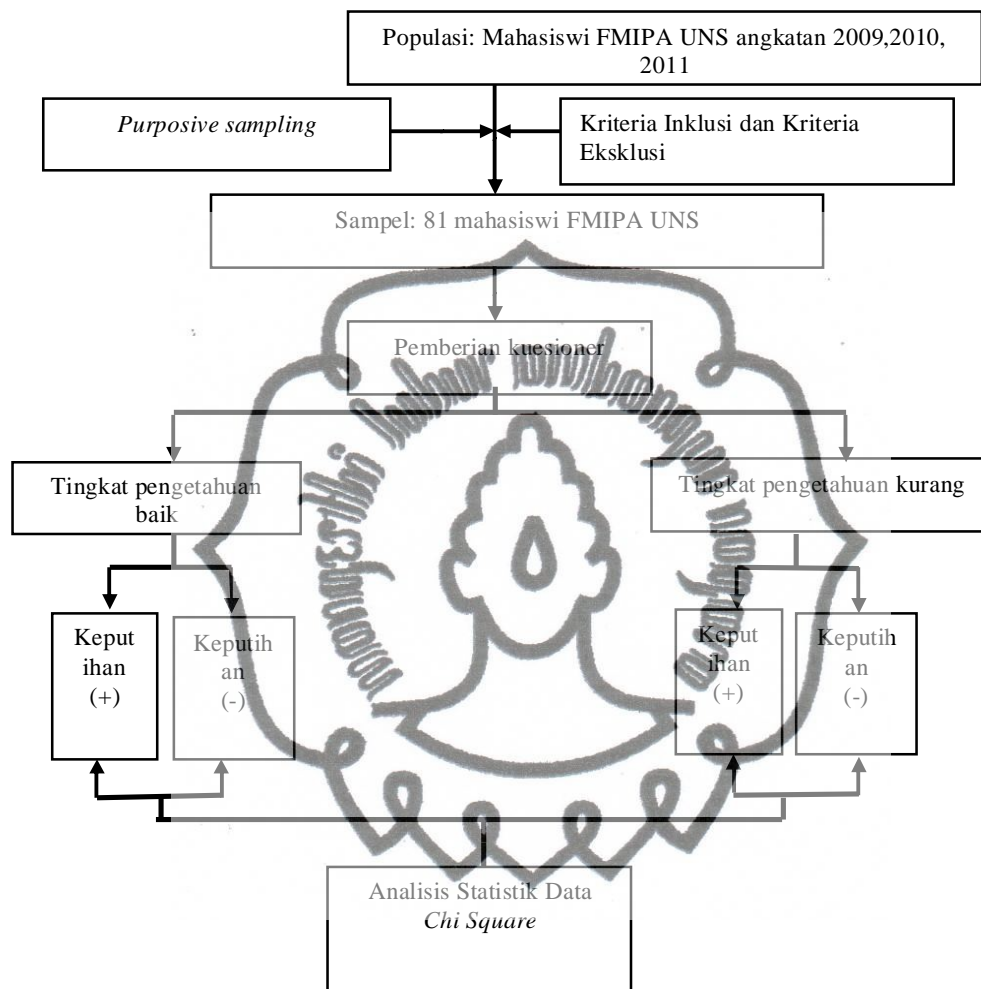 Populasi: Mahasiswi FMIPA UNS angkatan 2009,2010,
2011
Purposive sampling
Kriteria Inklusi dan Kriteria
Eksklusi
Sampel: 81 mahasiswi FMIPA UNS
Pemberian kuesioner
Tingkat pengetahuan
baik
Tingkat pengetahuan kurang
Keput
ihan
(+)
Keputih
an
(-)
Keput
ihan
(+)
Keputih
an
(-)
Analisis Statistik Data
Chi Square